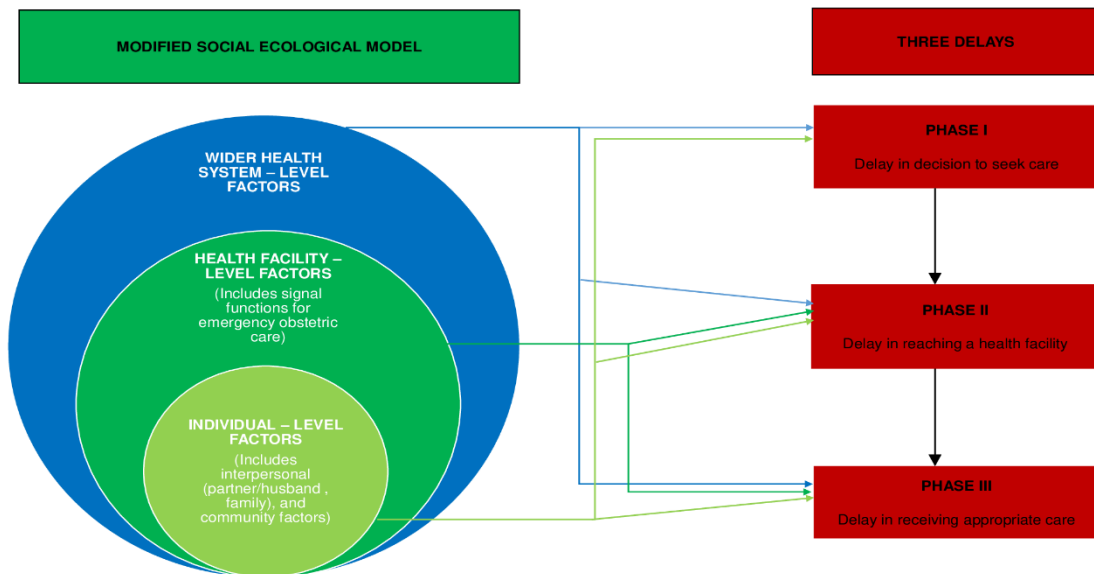 MODIFIED SOCIAL ECOLOGICAL MODEL
THREE DELAYS
WIDER HEALTH
SYSTEM – LEVEL
FACTORS
HEALTH FACILITY –
LEVEL FACTORS
(Includes signal
functions for
emergency obstetric
care)
INDIVIDUAL – LEVEL
FACTORS
(Includes
interpersonal
(partner/husband ,
family), and
community factors)
PHASE I
Delay in decision to seek care
PHASE II
Delay in reaching a health facility
PHASE III
Delay in receiving appropriate care